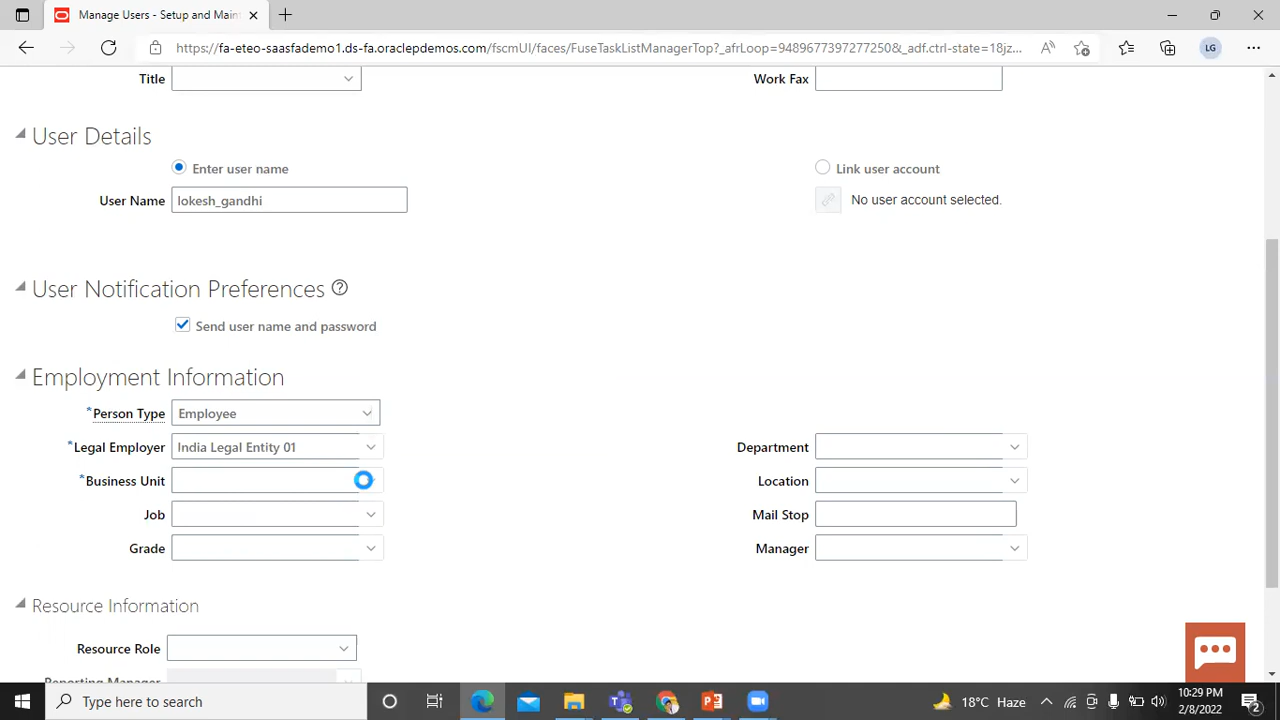 Manage Users - Setup and Main
https://fa-eteo-saasfademo1.ds-fa.oraclepdemos.com/fscmUI/faces/FuseTaskListManagerTop?_afrLoop=94896773977277250&_adf.ctrl-state=18jz...
LG
Title
Work Fax
User Details
Enter user name
Link user account
User Name lokesh_gandhi
No user account selected.
User Notification Preferences
Send user name and password
Employment Information
*Person Type Employee
*Legal Employer India Legal Entity 01
Department
*Business Unit
Location
Job
Mail Stop
Grade
Manager
Resource Information
Resource Role
Reporting Manager
Type here to search
18°C Haze
10:29 PM
2/8/2022
2